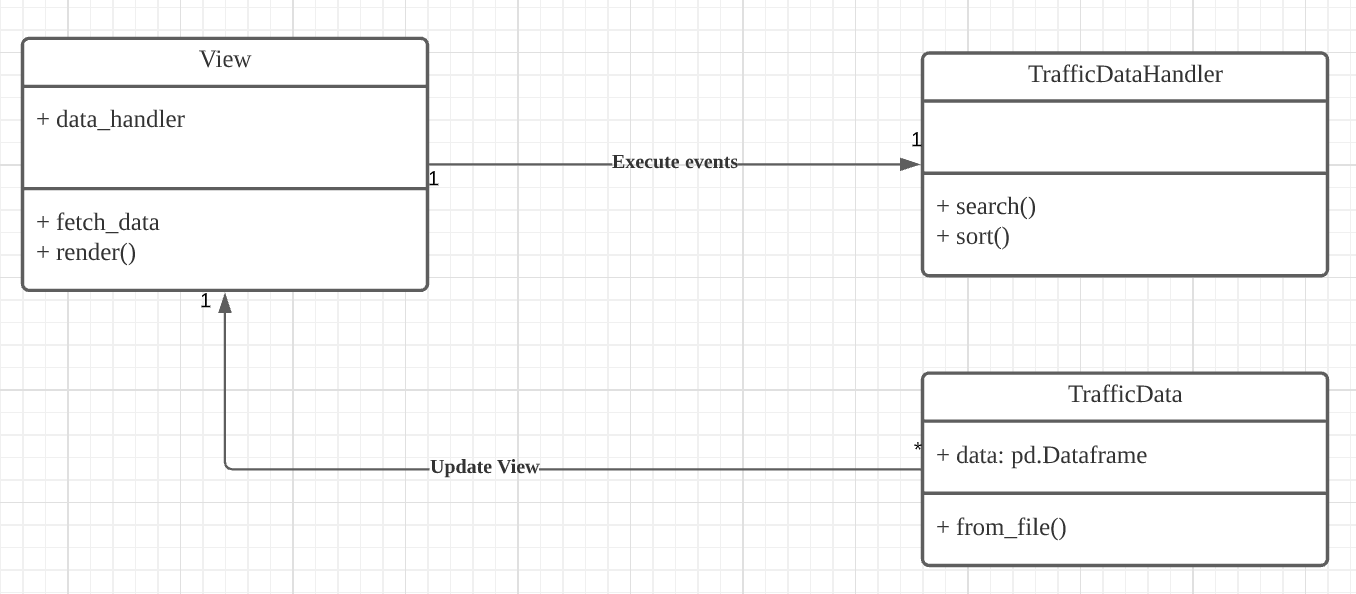 View
+ data_handler
+ fetch_data
+ render()
1
Execute events
1
TrafficDataHandler
+ search()
+ sort()
1
Update View
*
TrafficData
+ data: pd.Dataframe
+ from_file()